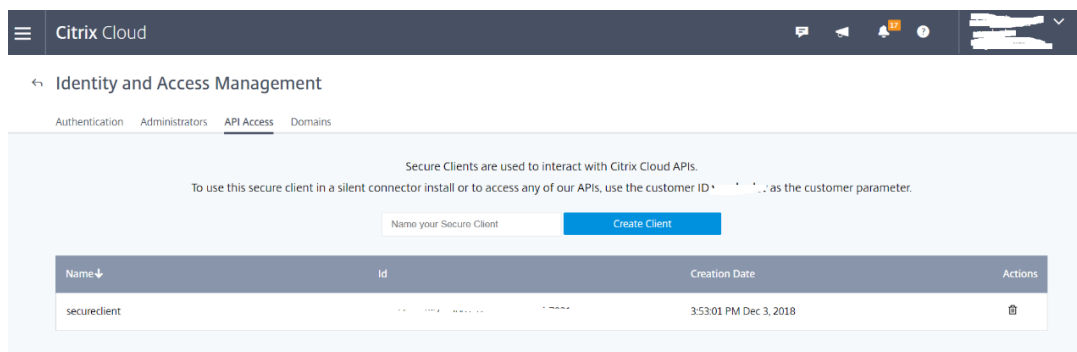 Citrix Cloud
17
Identity and Access Management
Authentication Administrators API Access Domains
Secure Clients are used to interact with Citrix Cloud APIs.
To use this secure client in a silent connector install or to access any of our APIs, use the customer ID as the customer parameter.
Name your Secure Client Create Client
Name Id Creation Date Actions
secureclient 3:53:01 PM Dec 3, 2018